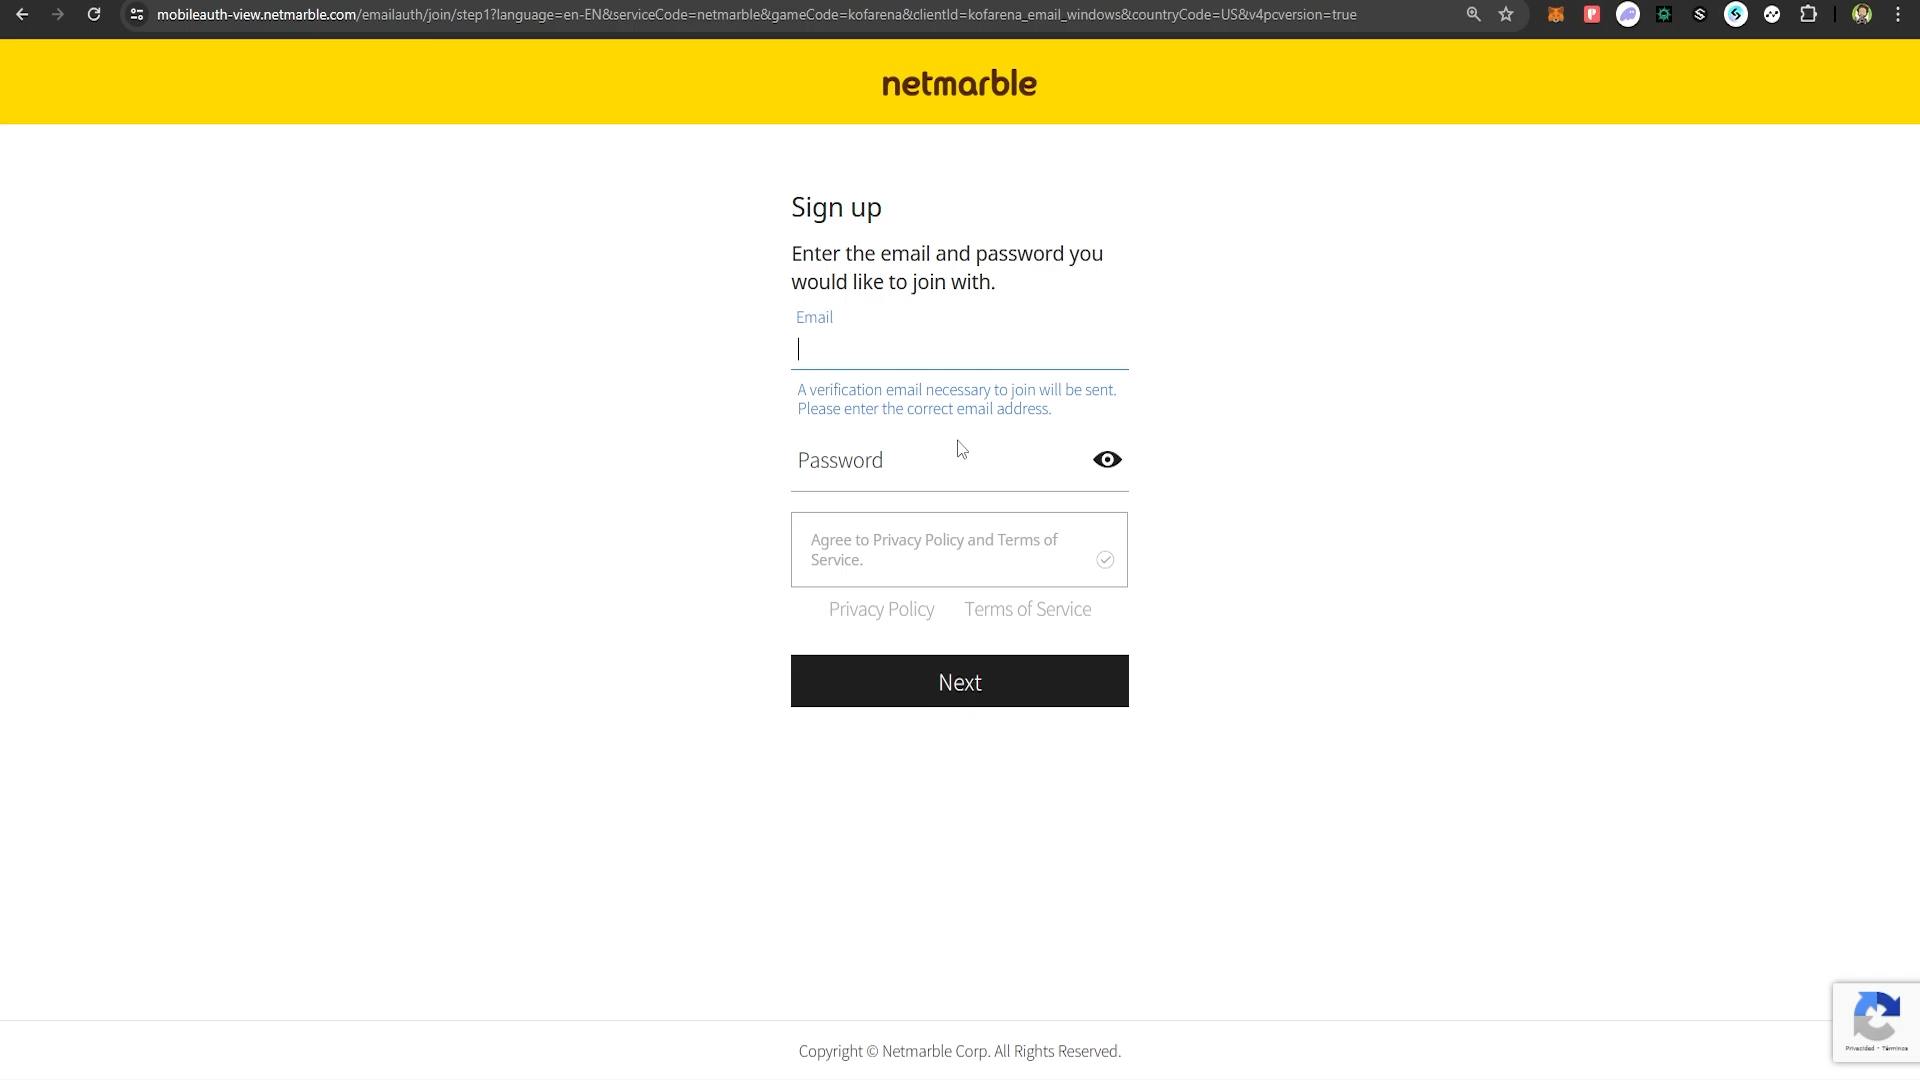 mobileauth-view.netmarble.com/emailauth/join/step1?language=en-EN&serviceCode=netmarble&gameCode=kofarena&clientId=kofarena_email_windows&countryCode=US&v4pcversion=true
netmarble
Sign up
Enter the email and password you
would like to join with.
Email
A verification email necessary to join will be sent.
Please enter the correct email address.
Password
Agree to Privacy Policy and Terms of
Service.
Privacy Policy Terms of Service
Next
Privacidad - Términos
Copyright © Netmarble Corp. All Rights Reserved.